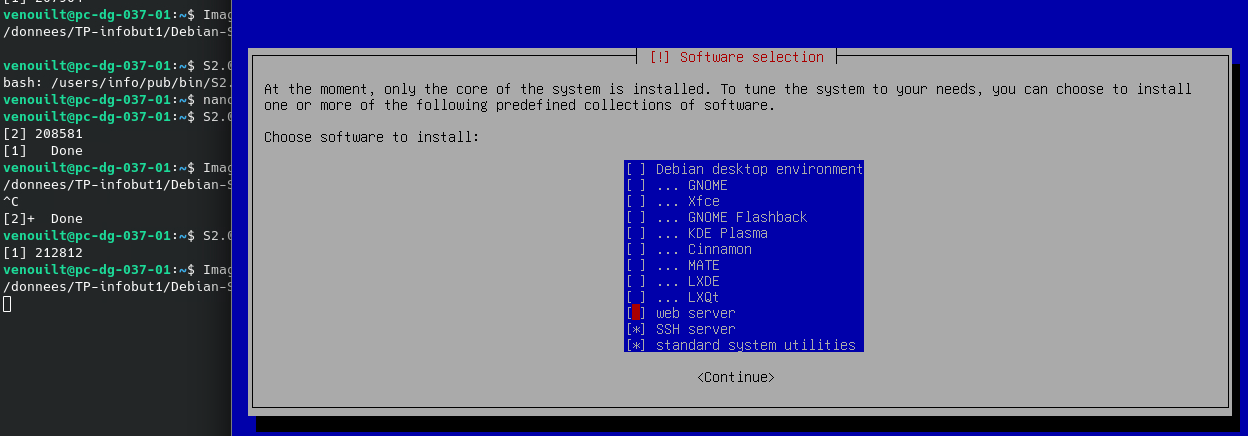 venouilt@pc-dg-037-01:~$ Imag
/donnees/TP-infobut1/Debian-S
venouilt@pc-dg-037-01:~$ S2.0
bash: /users/info/pub/bin/S2.
venouilt@pc-dg-037-01:~$ nano
venouilt@pc-dg-037-01:~$ S2.0
[2] 208581
[1]   Done
venouilt@pc-dg-037-01:~$ Imag
/donnees/TP-infobut1/Debian-S
^C
[2]+  Done
venouilt@pc-dg-037-01:~$ S2.0
[1] 212812
venouilt@pc-dg-037-01:~$ Imag
/donnees/TP-infobut1/Debian-S
[!] Software selection
At the moment, only the core of the system is installed. To tune the system to your needs, you can choose to install
one or more of the following predefined collections of software.
Choose software to install:
[ ] Debian desktop environment
[ ] ... GNOME
[ ] ... Xfce
[ ] ... GNOME Flashback
[ ] ... KDE Plasma
[ ] ... Cinnamon
[ ] ... MATE
[ ] ... LXDE
[ ] ... LXQt
[ ] web server
[*] SSH server
[*] standard system utilities
<Continue>